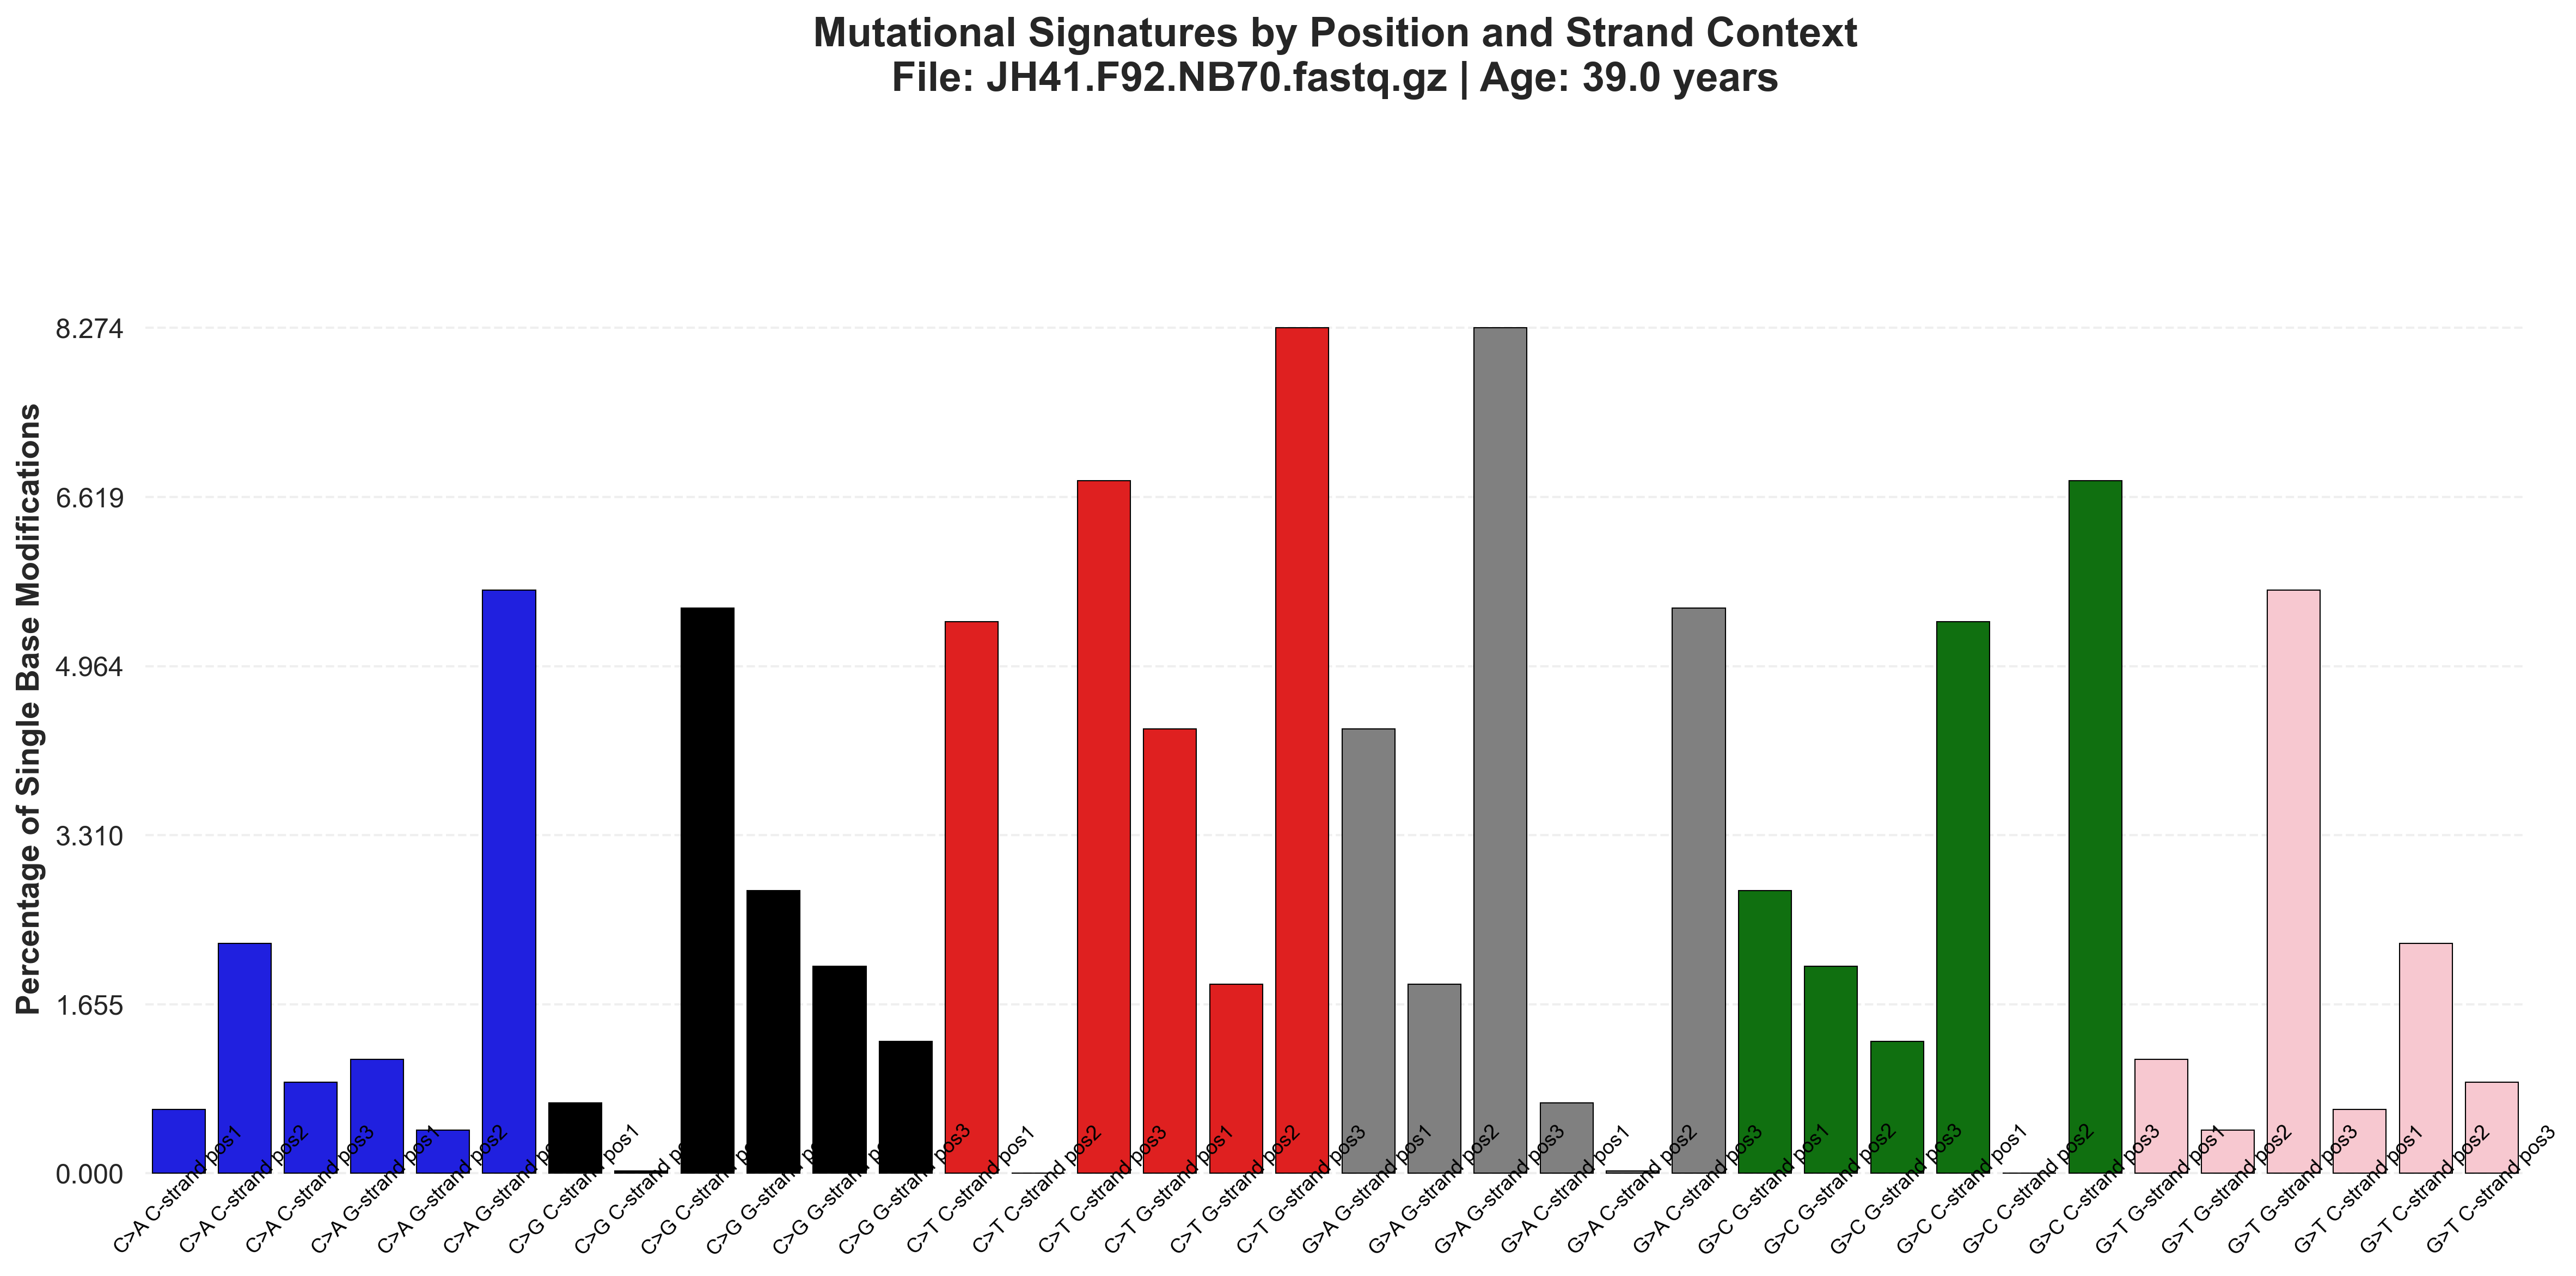 Mutational Signatures by Position and Strand Context
File: JH41.F92.NB70.fastq.gz | Age: 39.0 years
Percentage of Single Base Modifications
8.274
6.619
4.964
3.310
1.655
0.000
C>A C-strand pos1
C>A C-strand pos2
C>A C-strand pos3
C>A G-strand pos1
C>A G-strand pos2
C>A G-strand
C>G C-strand pos1
C>G C-strand
C>G C-strand
C>G G-strand
C>G G-strand
C>G G-strand pos3
C>T C-strand pos1
C>T C-strand pos2
C>T C-strand pos3
C>T G-strand pos1
C>T G-strand pos2
C>T G-strand pos3
G>A G-strand pos1
G>A G-strand pos2
G>A G-strand pos3
G>A C-strand pos1
G>A C-strand pos2
G>A C-strand pos3
G>C G-strand pos1
G>C G-strand pos2
G>C G-strand pos3
G>C C-strand pos1
G>C C-strand pos2
G>C C-strand pos3
G>T G-strand pos1
G>T G-strand pos2
G>T G-strand pos3
G>T C-strand pos1
G>T C-strand pos2
G>T C-strand pos3